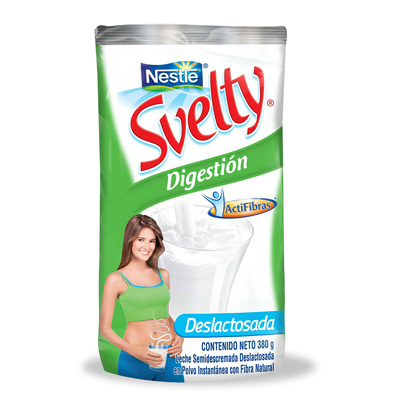 Nestlé®
Svelty®
Digestión
ActiFibras®
Deslactosada
CONTENIDO NETO 380 g
Leche Semidescremada Deslactosada
en Polvo Instantánea con Fibra Natural